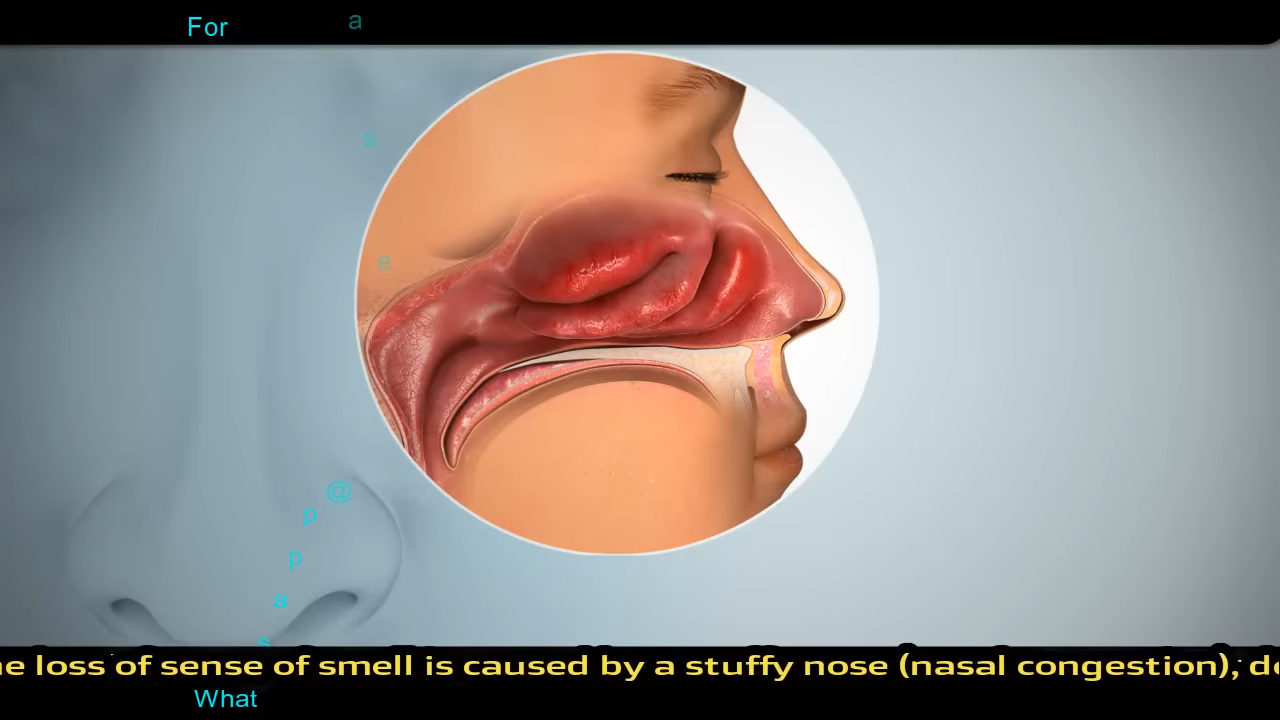 For
a
s
e
@
p
p
a
s
e loss of sense of smell is caused by a stuffy nose (nasal congestion), d
What